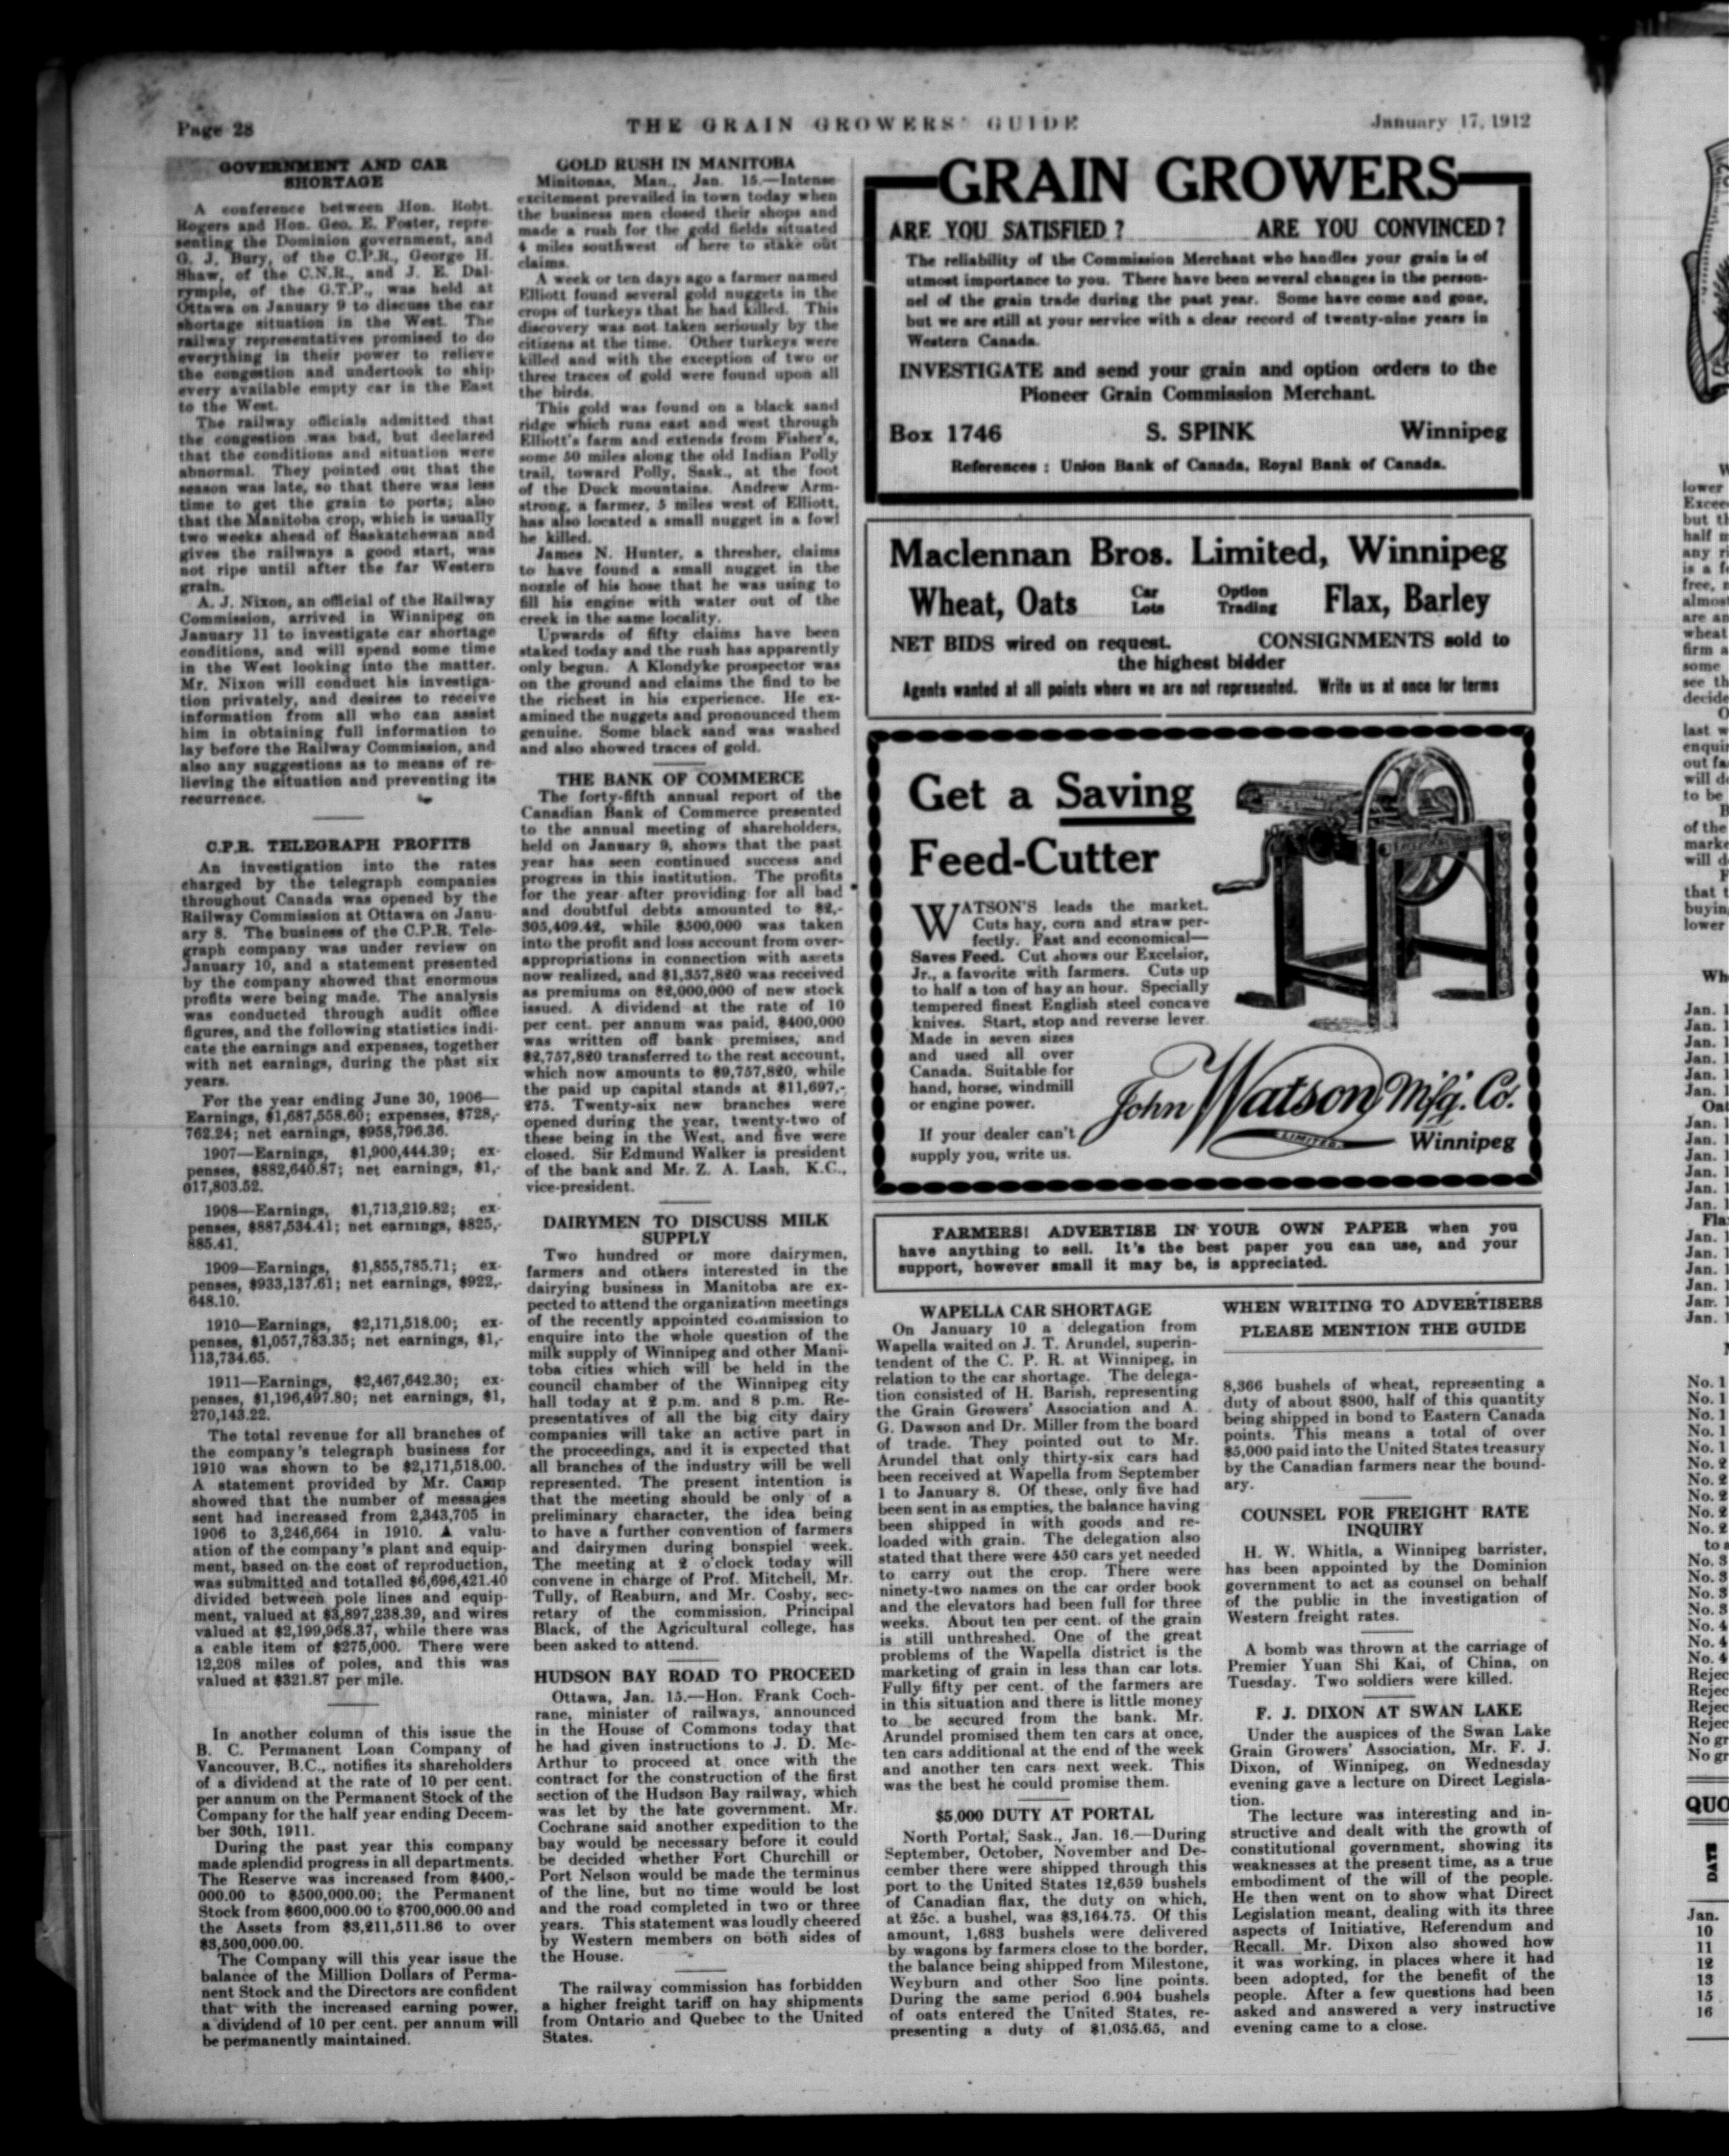 Page 28
THE GRAIN GROWERS' GUIDE
January 17, 1912
GOVERNMENT AND CAR
SHORTAGE
A conference between Hon. Robt.
Rogers and Hon. Geo. E. Foster, repre-
senting the Dominion government, and
G. J. Bury, of the C.P.R., George H.
Shaw, of the C.N.R., and J. E. Dal-
rymple, of the G.T.P., was held at
Ottawa on January 9 to discuss the car
shortage situation in the West. The
railway representatives promised to do
everything in their power to relieve
the congestion and undertook to ship
every available empty car in the East
to the West.
The railway officials admitted that
the congestion was bad, but declared
that the conditions and situation were
abnormal. They pointed out that the
season was late, so that there was less
time to get the grain to ports; also
that the Manitoba crop, which is usually
two weeks ahead of Saskatchewan and
gives the railways a good start, was
not ripe until after the far Western
grain.
A. J. Nixon, an official of the Railway
Commission, arrived in Winnipeg on
January 11 to investigate car shortage
conditions, and will spend some time
in the West looking into the matter.
Mr. Nixon will conduct his investiga-
tion privately, and desires to receive
information from all who can assist
him in obtaining full information to
lay before the Railway Commission, and
also any suggestions as to means of re-
lieving the situation and preventing its
recurrence.
C.P.R. TELEGRAPH PROFITS
An investigation into the rates
charged by the telegraph companies
throughout Canada was opened by the
Railway Commission at Ottawa on Janu-
ary 8. The business of the C.P.R. Tele-
graph company was under review on
January 10, and a statement presented
by the company showed that enormous
profits were being made. The analysis
was conducted through audit office
figures, and the following statistics indi-
cate the earnings and expenses, together
with net earnings, during the past six
years.
For the year ending June 30, 1906—
Earnings, $1,687,558.60; expenses, $728,-
762.24; net earnings, $958,796.36.
1907—Earnings, $1,900,444.39; ex-
penses, $882,640.87; net earnings, $1,-
017,803.52.
1908—Earnings, $1,713,219.82; ex-
penses, $887,534.41; net earnings, $825,-
885.41.
1909—Earnings, $1,855,785.71; ex-
penses, $933,137.61; net earnings, $922,-
648.10.
1910—Earnings, $2,171,518.00; ex-
penses, $1,057,783.35; net earnings, $1,-
113,734.65.
1911—Earnings, $2,467,642.30; ex-
penses, $1,196,497.80; net earnings, $1,
270,143.22.
The total revenue for all branches of
the company's telegraph business for
1910 was shown to be $2,171,518.00.
A statement provided by Mr. Camp
showed that the number of messages
sent had increased from 2,343,705 in
1906 to 3,246,664 in 1910. A valu-
ation of the company's plant and equip-
ment, based on the cost of reproduction,
was submitted and totalled $6,696,421.40
divided between pole lines and equip-
ment, valued at $3,897,238.39, and wires
valued at $2,199,968.37, while there was
a cable item of $275,000. There were
12,208 miles of poles, and this was
valued at $321.87 per mile.
In another column of this issue the
B. C. Permanent Loan Company of
Vancouver, B.C., notifies its shareholders
of a dividend at the rate of 10 per cent.
per annum on the Permanent Stock of the
Company for the half year ending Decem-
ber 30th, 1911.
During the past year this company
made splendid progress in all departments.
The Reserve was increased from $400,-
000.00 to $500,000.00; the Permanent
Stock from $600,000.00 to $700,000.00 and
the Assets from $3,211,511.86 to over
$3,500,000.00.
The Company will this year issue the
balance of the Million Dollars of Perma-
nent Stock and the Directors are confident
that with the increased earning power,
a dividend of 10 per cent. per annum will
be permanently maintained.
GOLD RUSH IN MANITOBA
Minitonas, Man., Jan. 15.—Intense
excitement prevailed in town today when
the business men closed their shops and
made a rush for the gold fields situated
4 miles southwest of here to stake out
claims.
A week or ten days ago a farmer named
Elliott found several gold nuggets in the
crops of turkeys that he had killed. This
discovery was not taken seriously by the
citizens at the time. Other turkeys were
killed and with the exception of two or
three traces of gold were found upon all
the birds.
This gold was found on a black sand
ridge which runs east and west through
Elliott's farm and extends from Fisher's,
some 50 miles along the old Indian Polly
trail, toward Polly, Sask., at the foot
of the Duck mountains. Andrew Arm-
strong, a farmer, 5 miles west of Elliott,
has also located a small nugget in a fowl
he killed.
James N. Hunter, a thresher, claims
to have found a small nugget in the
nozzle of his hose that he was using to
fill his engine with water out of the
creek in the same locality.
Upwards of fifty claims have been
staked today and the rush has apparently
only begun. A Klondyke prospector was
on the ground and claims the find to be
the richest in his experience. He ex-
amined the nuggets and pronounced them
genuine. Some black sand was washed
and also showed traces of gold.
THE BANK OF COMMERCE
The forty-fifth annual report of the
Canadian Bank of Commerce presented
to the annual meeting of shareholders,
held on January 9, shows that the past
year has seen continued success and
progress in this institution. The profits
for the year after providing for all bad
and doubtful debts amounted to $2,-
305,409.42, while $500,000 was taken
into the profit and loss account from over-
appropriations in connection with assets
now realized, and $1,357,820 was received
as premiums on $2,000,000 of new stock
issued. A dividend at the rate of 10
per cent. per annum was paid, $400,000
was written off bank premises, and
$2,757,820 transferred to the rest account,
which now amounts to $9,757,820, while
the paid up capital stands at $11,697,-
275. Twenty-six new branches were
opened during the year, twenty-two of
these being in the West, and five were
closed. Sir Edmund Walker is president
of the bank and Mr. Z. A. Lash, K.C.,
vice-president.
DAIRYMEN TO DISCUSS MILK
SUPPLY
Two hundred or more dairymen,
farmers and others interested in the
dairying business in Manitoba are ex-
pected to attend the organization meetings
of the recently appointed commission to
enquire into the whole question of the
milk supply of Winnipeg and other Mani-
toba cities which will be held in the
council chamber of the Winnipeg city
hall today at 2 p.m. and 8 p.m. Re-
presentatives of all the big city dairy
companies will take an active part in
the proceedings, and it is expected that
all branches of the industry will be well
represented. The present intention is
that the meeting should be only of a
preliminary character, the idea being
to have a further convention of farmers
and dairymen during bonspiel week.
The meeting at 2 o'clock today will
convene in charge of Prof. Mitchell, Mr.
Tully, of Reaburn, and Mr. Cosby, sec-
retary of the commission. Principal
Black, of the Agricultural college, has
been asked to attend.
HUDSON BAY ROAD TO PROCEED
Ottawa, Jan. 15.—Hon. Frank Coch-
rane, minister of railways, announced
in the House of Commons today that
he had given instructions to J. D. Mc-
Arthur to proceed at once with the
contract for the construction of the first
section of the Hudson Bay railway, which
was let by the late government. Mr.
Cochrane said another expedition to the
bay would be necessary before it could
be decided whether Fort Churchill or
Port Nelson would be made the terminus
of the line, but no time would be lost
and the road completed in two or three
years. This statement was loudly cheered
by Western members on both sides of
the House.
The railway commission has forbidden
a higher freight tariff on hay shipments
from Ontario and Quebec to the United
States.
GRAIN GROWERS
ARE YOU SATISFIED? ARE YOU CONVINCED?
The reliability of the Commission Merchant who handles your grain is of
utmost importance to you. There have been several changes in the person-
nel of the grain trade during the past year. Some have come and gone,
but we are still at your service with a clear record of twenty-nine years in
Western Canada.
INVESTIGATE and send your grain and option orders to the
Pioneer Grain Commission Merchant.
Box 1746 S. SPINK Winnipeg
References: Union Bank of Canada, Royal Bank of Canada.
Maclennan Bros. Limited, Winnipeg
Wheat, Oats Car Lots Option Trading Flax, Barley
NET BIDS wired on request. CONSIGNMENTS sold to
the highest bidder
Agents wanted at all points where we are not represented. Write us at once for terms
Get a Saving
Feed-Cutter
WATSON'S leads the market.
Cuts hay, corn and straw per-
fectly. Fast and economical—
Saves Feed. Cut shows our Excelsior,
Jr., a favorite with farmers. Cuts up
to half a ton of hay an hour. Specially
tempered finest English steel concave
knives. Start, stop and reverse lever.
Made in seven sizes
and used all over
Canada. Suitable for
hand, horse, windmill
or engine power.
If your dealer can't
supply you, write us.
John Watson Mfg. Co.
LIMITED
Winnipeg
FARMERS! ADVERTISE IN YOUR OWN PAPER when you
have anything to sell. It's the best paper you can use, and your
support, however small it may be, is appreciated.
WAPELLA CAR SHORTAGE
On January 10 a delegation from
Wapella waited on J. T. Arundel, superin-
tendent of the C. P. R. at Winnipeg, in
relation to the car shortage. The delega-
tion consisted of H. Barish, representing
the Grain Growers' Association and A.
G. Dawson and Dr. Miller from the board
of trade. They pointed out to Mr.
Arundel that only thirty-six cars had
been received at Wapella from September
1 to January 8. Of these, only five had
been sent in as empties, the balance having
been shipped in with goods and re-
loaded with grain. The delegation also
stated that there were 450 cars yet needed
to carry out the crop. There were
ninety-two names on the car order book
and the elevators had been full for three
weeks. About ten per cent. of the grain
is still unthreshed. One of the great
problems of the Wapella district is the
marketing of grain in less than car lots.
Fully fifty per cent. of the farmers are
in this situation and there is little money
to be secured from the bank. Mr.
Arundel promised them ten cars at once,
ten cars additional at the end of the week
and another ten cars next week. This
was the best he could promise them.
$5,000 DUTY AT PORTAL
North Portal, Sask., Jan. 16.—During
September, October, November and De-
cember there were shipped through this
port to the United States 12,659 bushels
of Canadian flax, the duty on which,
at 25c. a bushel, was $3,164.75. Of this
amount, 1,683 bushels were delivered
by wagons by farmers close to the border,
the balance being shipped from Milestone,
Weyburn and other Soo line points.
During the same period 6.904 bushels
of oats entered the United States, re-
presenting a duty of $1,035.65, and
WHEN WRITING TO ADVERTISERS
PLEASE MENTION THE GUIDE
8,366 bushels of wheat, representing a
duty of about $800, half of this quantity
being shipped in bond to Eastern Canada
points. This means a total of over
$5,000 paid into the United States treasury
by the Canadian farmers near the bound-
ary.
COUNSEL FOR FREIGHT RATE
INQUIRY
H. W. Whitla, a Winnipeg barrister,
has been appointed by the Dominion
government to act as counsel on behalf
of the public in the investigation of
Western freight rates.
A bomb was thrown at the carriage of
Premier Yuan Shi Kai, of China, on
Tuesday. Two soldiers were killed.
F. J. DIXON AT SWAN LAKE
Under the auspices of the Swan Lake
Grain Growers' Association, Mr. F. J.
Dixon, of Winnipeg, on Wednesday
evening gave a lecture on Direct Legisla-
tion.
The lecture was interesting and in-
structive and dealt with the growth of
constitutional government, showing its
weaknesses at the present time, as a true
embodiment of the will of the people.
He then went on to show what Direct
Legislation meant, dealing with its three
aspects of Initiative, Referendum and
Recall. Mr. Dixon also showed how
it was working, in places where it had
been adopted, for the benefit of the
people. After a few questions had been
asked and answered a very instructive
evening came to a close.